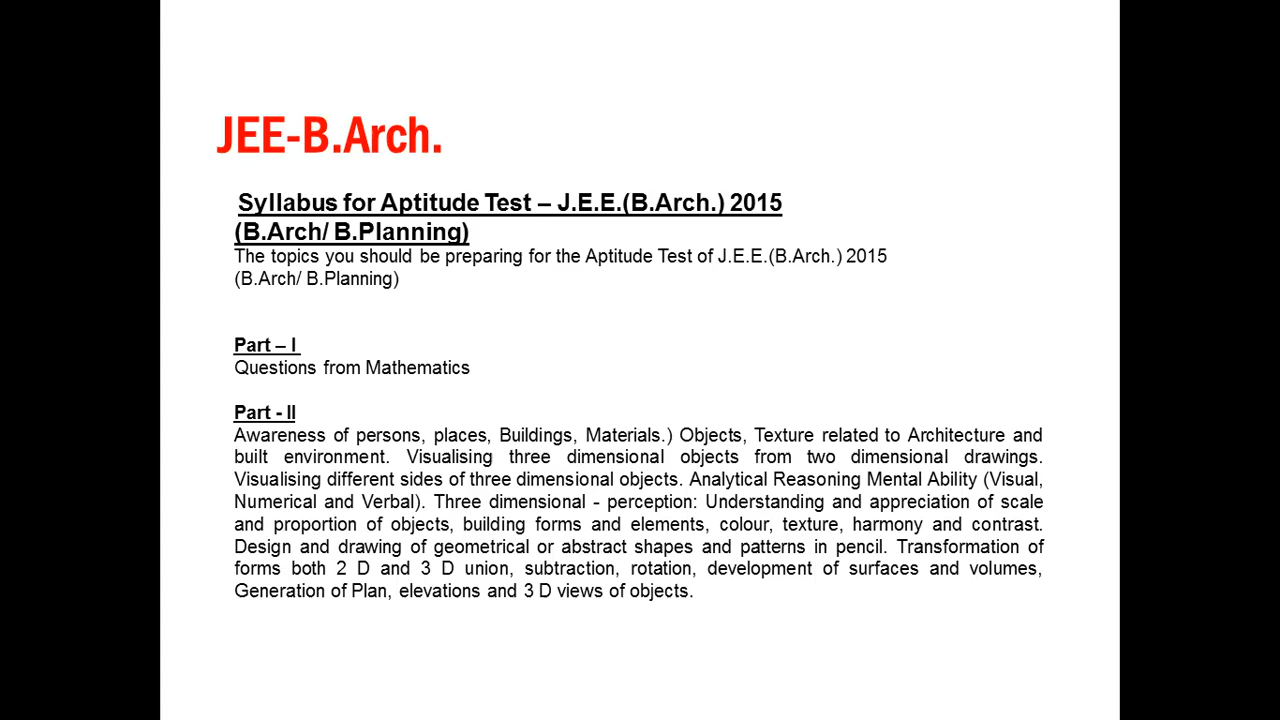 JEE-B.Arch.
Syllabus for Aptitude Test – J.E.E.(B.Arch.) 2015
(B.Arch/ B.Planning)
The topics you should be preparing for the Aptitude Test of J.E.E.(B.Arch.) 2015
(B.Arch/ B.Planning)
Part – I
Questions from Mathematics
Part - II
Awareness of persons, places, Buildings, Materials.) Objects, Texture related to Architecture and
built environment. Visualising three dimensional objects from two dimensional drawings.
Visualising different sides of three dimensional objects. Analytical Reasoning Mental Ability (Visual,
Numerical and Verbal). Three dimensional - perception: Understanding and appreciation of scale
and proportion of objects, building forms and elements, colour, texture, harmony and contrast.
Design and drawing of geometrical or abstract shapes and patterns in pencil. Transformation of
forms both 2 D and 3 D union, subtraction, rotation, development of surfaces and volumes,
Generation of Plan, elevations and 3 D views of objects.